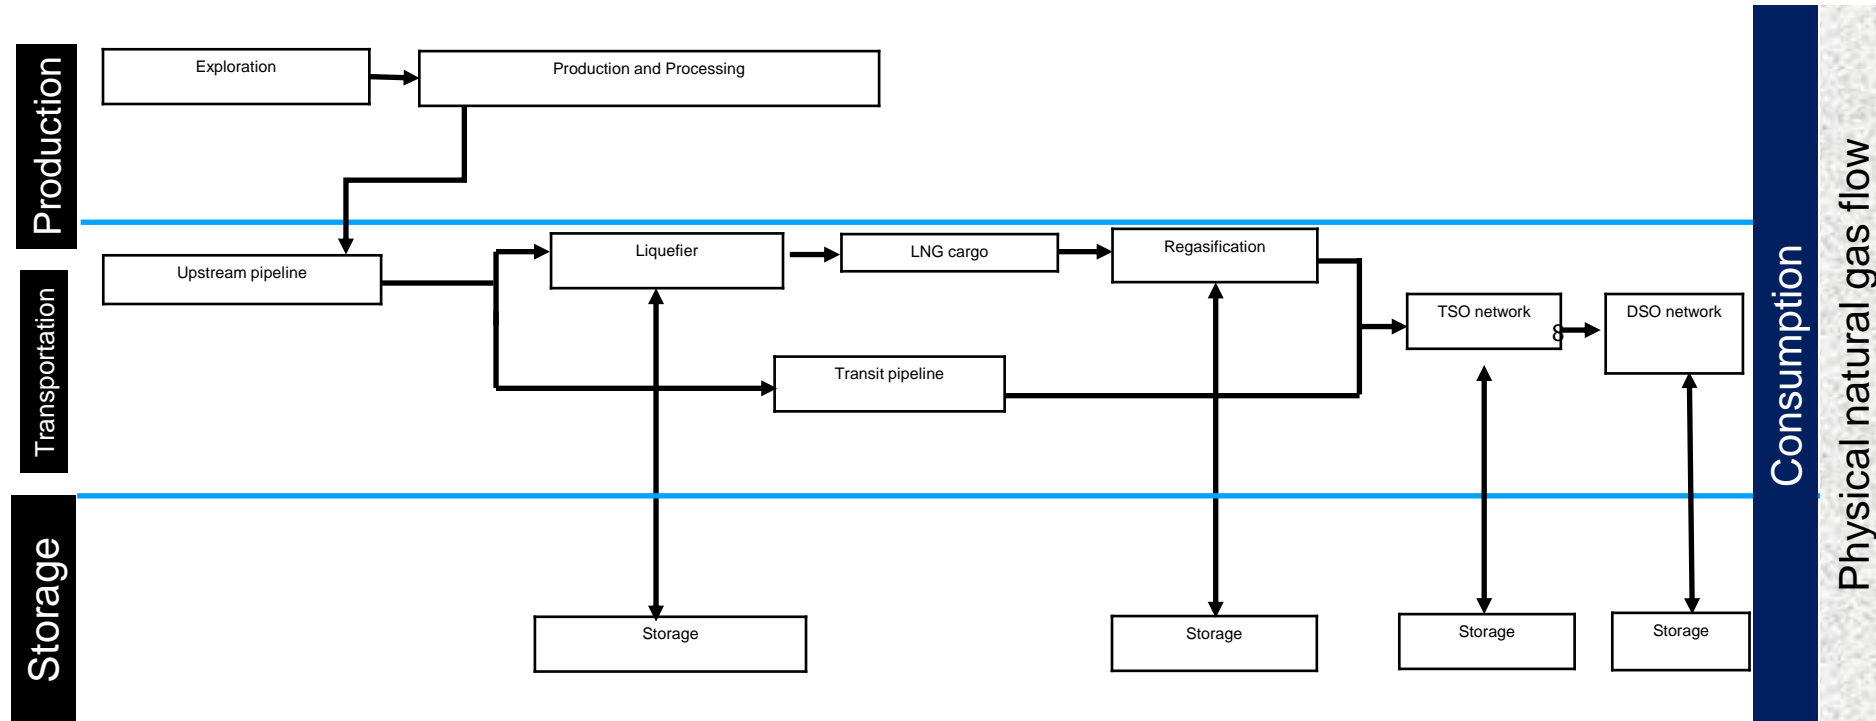 Production
Exploration
Production and Processing
Transportation
Upstream pipeline
Liquefier
LNG cargo
Regasification
Transit pipeline
TSO network
8
DSO network
Storage
Storage
Storage
Storage
Storage
Consumption
Physical natural gas flow